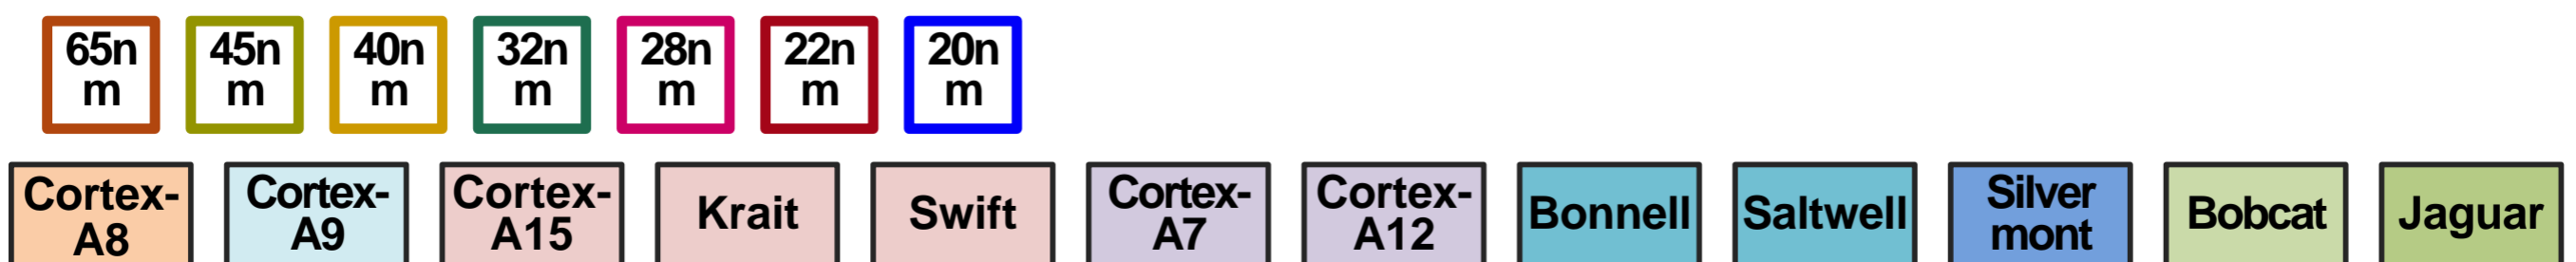 65n 45n 40n 32n 28n 22n 20n
m m m m m m m
Cortex- Cortex- Cortex- Krait Swift Cortex- Cortex- Bonnell Saltwell Silver Bobcat Jaguar
A8 A9 A15 A7 A12 mont